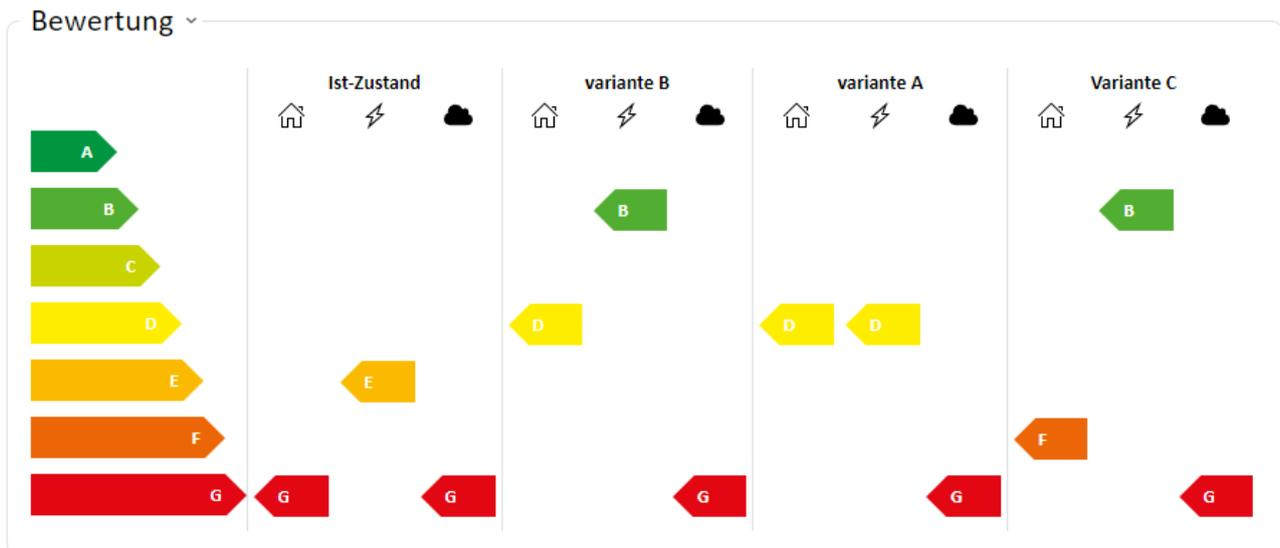 Bewertung
Ist-Zustand variante B variante A Variante C
A
B B B
C
D D D D
E E
F F
G G G G G G